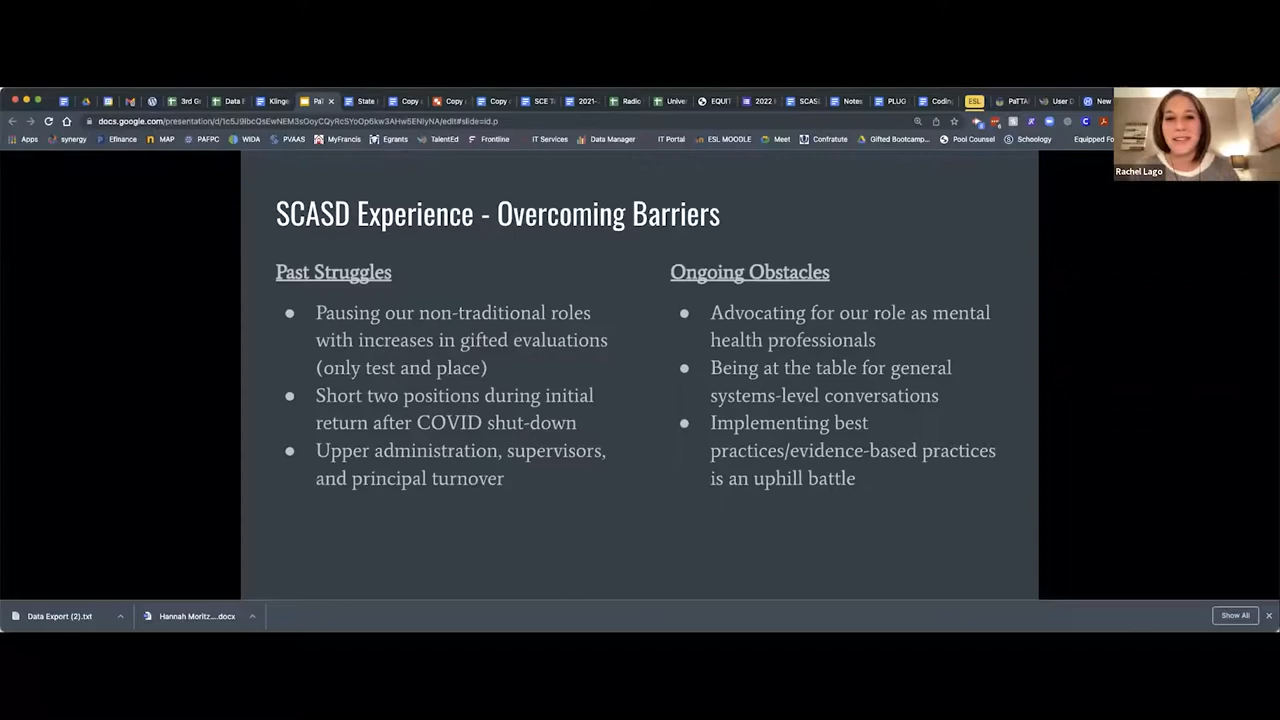 3rd Gr
Data E
Klinge
PaT
State
Copy
Copy
Copy
SCE T
2021-
Radio
Unive
EQUIT
2022
SCAS
Notes
PLUG
Coding
ESL
PaTTA
User D
New
docs.google.com/presentation/d/
/edit#slide=id.p
Apps synergy Efinance MAP PAFPC WIDA PVAAS MyFrancis Egrants Frontline TalentEd IT Services Data Manager IT Portal ESL MOODLE Meet Confratute Gifted Bootcamp... Pool Counsel Schoology Equipped Fo
Rachel Lago
SCASD Experience - Overcoming Barriers
Past Struggles
● Pausing our non-traditional roles
with increases in gifted evaluations
(only test and place)
● Short two positions during initial
return after COVID shut-down
● Upper administration, supervisors,
and principal turnover
Ongoing Obstacles
● Advocating for our role as mental
health professionals
● Being at the table for general
systems-level conversations
● Implementing best
practices/evidence-based practices
is an uphill battle
Data Export (2).txt
Hannah Moritz....docx
Show All